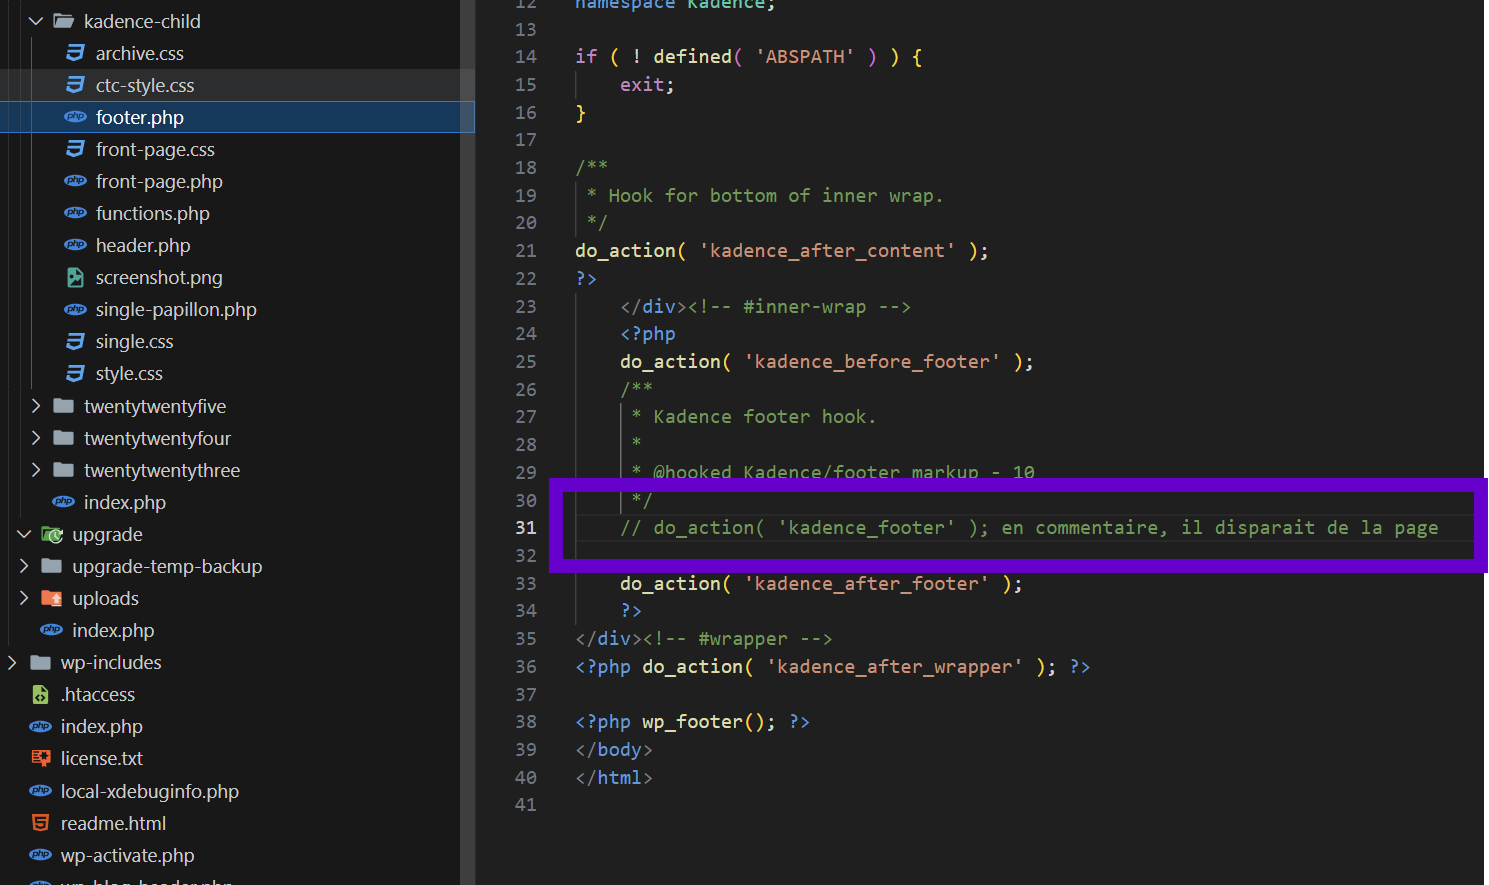 kadence-child
archive.css
ctc-style.css
footer.php
front-page.css
front-page.php
functions.php
header.php
screenshot.png
single-papillon.php
single.css
style.css
twentytwentyfive
twentytwentyfour
twentytwentythree
index.php
upgrade
upgrade-temp-backup
uploads
index.php
wp-includes
.htaccess
index.php
license.txt
local-xdebuginfo.php
readme.html
wp-activate.php
wp-blog-header.php
12 namespace Kadence;
13
14 if ( ! defined( 'ABSPATH' ) ) {
15 exit;
16 }
17
18 /**
19 * Hook for bottom of inner wrap.
20 */
21 do_action( 'kadence_after_content' );
22 ?>
23 </div><!-- #inner-wrap -->
24 <?php
25 do_action( 'kadence_before_footer' );
26 /**
27 * Kadence footer hook.
28 *
29 * @hooked Kadence/footer_markup - 10
30 */
31 // do_action( 'kadence_footer' ); en commentaire, il disparait de la page
32
33 do_action( 'kadence_after_footer' );
34 ?>
35 </div><!-- #wrapper -->
36 <?php do_action( 'kadence_after_wrapper' ); ?>
37
38 <?php wp_footer(); ?>
39 </body>
40 </html>
41